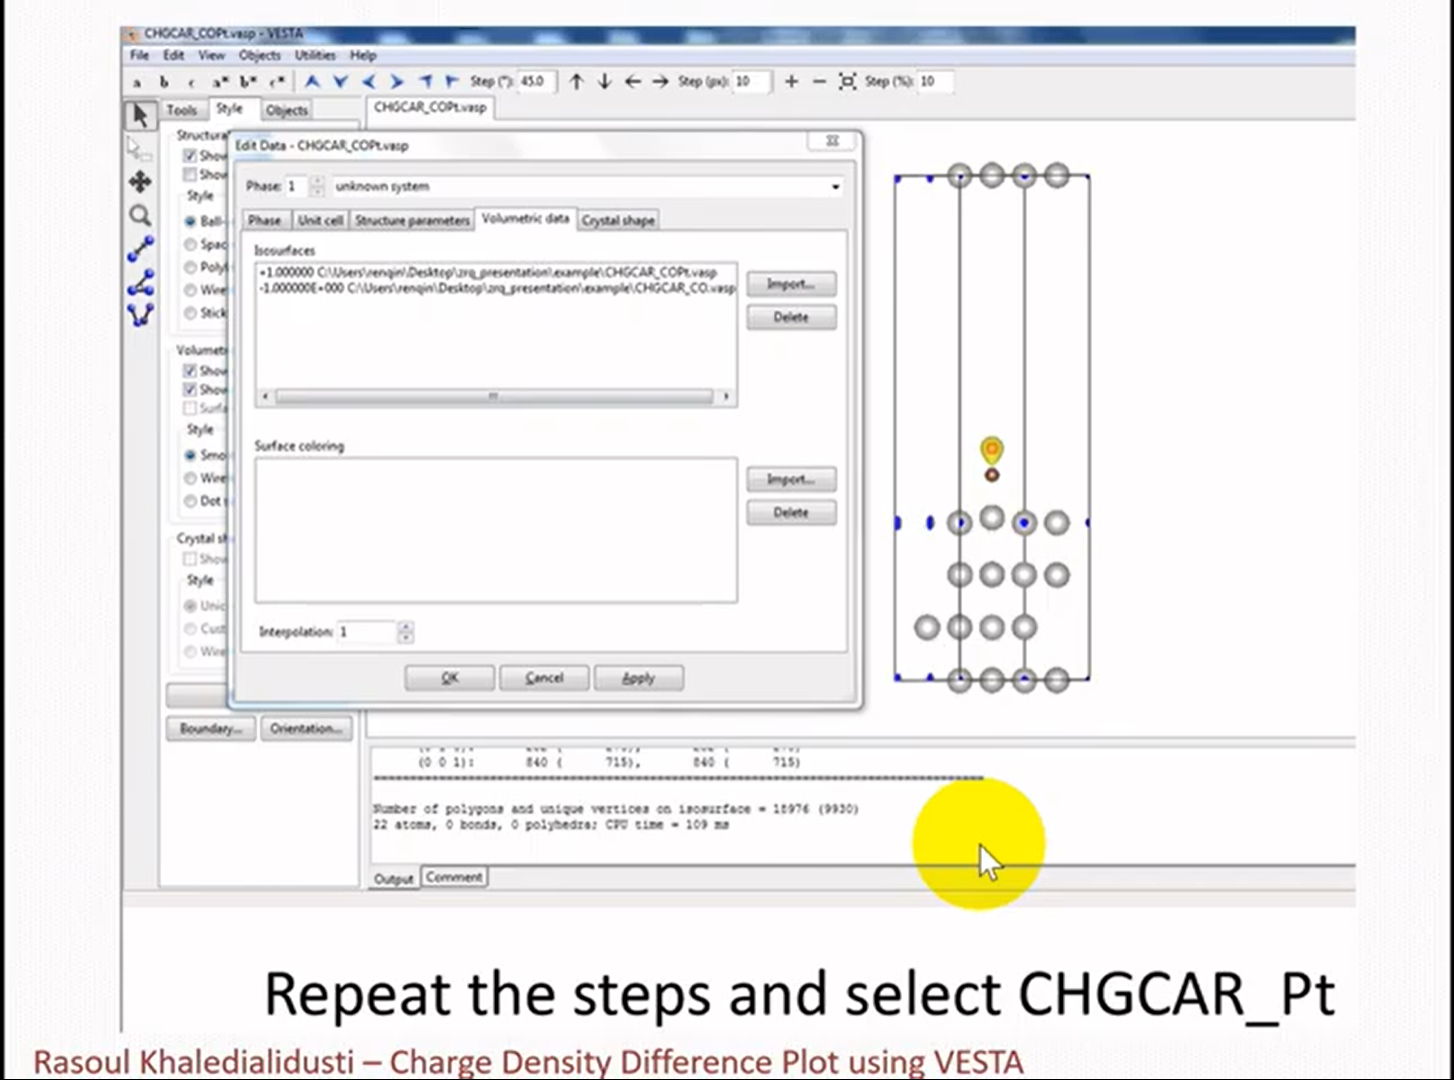 CHGCAR_COPt.vasp - VESTA
File Edit View Objects Utilities Help
a b c a* b* c* Step (°): 45.0 Step (px): 10 Step (%): 10
Tools Style Objects
CHGCAR_COPt.vasp
Structura
Show
Show
Style
Ball-
Spac
Poly
Wire
Stick
Volumet
Show
Show
Surfa
Style
Smo
Wire
Dot
Crystal sh
Show
Style
Unic
Cust
Wire
Boundary... Orientation...
Edit Data - CHGCAR_COPt.vasp
Phase: 1 unknown system
Phase Unit cell Structure parameters Volumetric data Crystal shape
Isosurfaces
+1.000000 C:\Users\renqin\Desktop\zrq_presentation\example\CHGCAR_COPt.vasp
-1.000000E+000 C:\Users\renqin\Desktop\zrq_presentation\example\CHGCAR_CO.vasp
Import...
Delete
Surface coloring
Import...
Delete
Interpolation: 1
OK Cancel Apply
(0 0 1): 840 ( 715), 840 ( 715)
Number of polygons and unique vertices on isosurface = 18976 (9930)
22 atoms, 0 bonds, 0 polyhedra; CPU time = 109 ms
Output Comment
Repeat the steps and select CHGCAR_Pt
Rasoul Khaledialidusti – Charge Density Difference Plot using VESTA